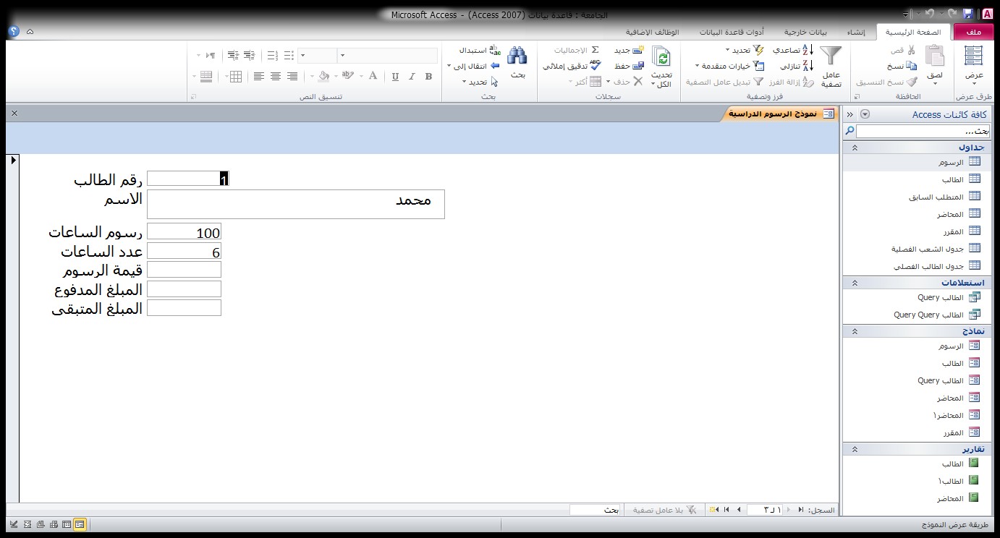 الجامعة : قاعدة بيانات (Access 2007) - Microsoft Access
ملف
الصفحة الرئيسية
إنشاء
بيانات خارجية
أدوات قاعدة البيانات
الوظائف الإضافية
عرض
طرق عرض
لصق
قص
نسخ
نسخ التنسيق
الحافظة
عامل تصفية
تصاعدي
تنازلي
إزالة الفرز
تحديد
خيارات متقدمة
تبديل عامل التصفية
فرز وتصفية
تحديث الكل
جديد
حفظ
حذف
الإجماليات
تدقيق إملائي
أكثر
سجلات
بحث
استبدال
انتقال إلى
تحديد
بحث
تنسيق النص
كافة كائنات Access
بحث...
جداول
الرسوم
الطالب
المتطلب السابق
المحاضر
المقرر
جدول الشعب الفصلية
جدول الطالب الفصلي
استعلامات
الطالب Query
الطالب Query Query
نماذج
الرسوم
الطالب
الطالب Query
المحاضر
المحاضر١
المقرر
تقارير
الطالب
الطالب١
المحاضر
نموذج الرسوم الدراسية
رقم الطالب 1
الاسم محمد
رسوم الساعات 100
عدد الساعات 6
قيمة الرسوم
المبلغ المدفوع
المبلغ المتبقى
السجل: ١ لـ ٣
بلا عامل تصفية
بحث
طريقة عرض النموذج